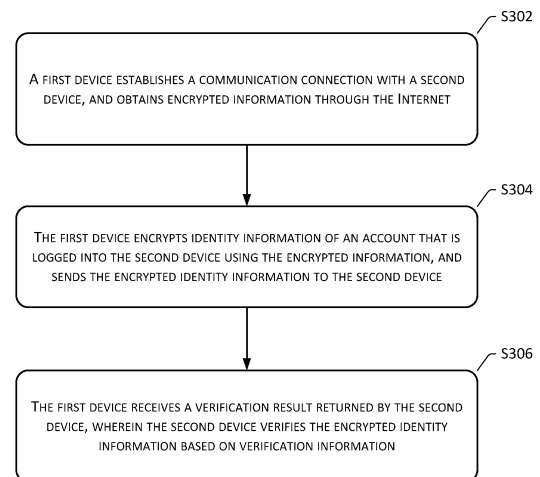 S302
A FIRST DEVICE ESTABLISHES A COMMUNICATION CONNECTION WITH A SECOND
DEVICE, AND OBTAINS ENCRYPTED INFORMATION THROUGH THE INTERNET
S304
THE FIRST DEVICE ENCRYPTS IDENTITY INFORMATION OF AN ACCOUNT THAT IS
LOGGED INTO THE SECOND DEVICE USING THE ENCRYPTED INFORMATION, AND
SENDS THE ENCRYPTED IDENTITY INFORMATION TO THE SECOND DEVICE
S306
THE FIRST DEVICE RECEIVES A VERIFICATION RESULT RETURNED BY THE SECOND
DEVICE, WHEREIN THE SECOND DEVICE VERIFIES THE ENCRYPTED IDENTITY
INFORMATION BASED ON VERIFICATION INFORMATION